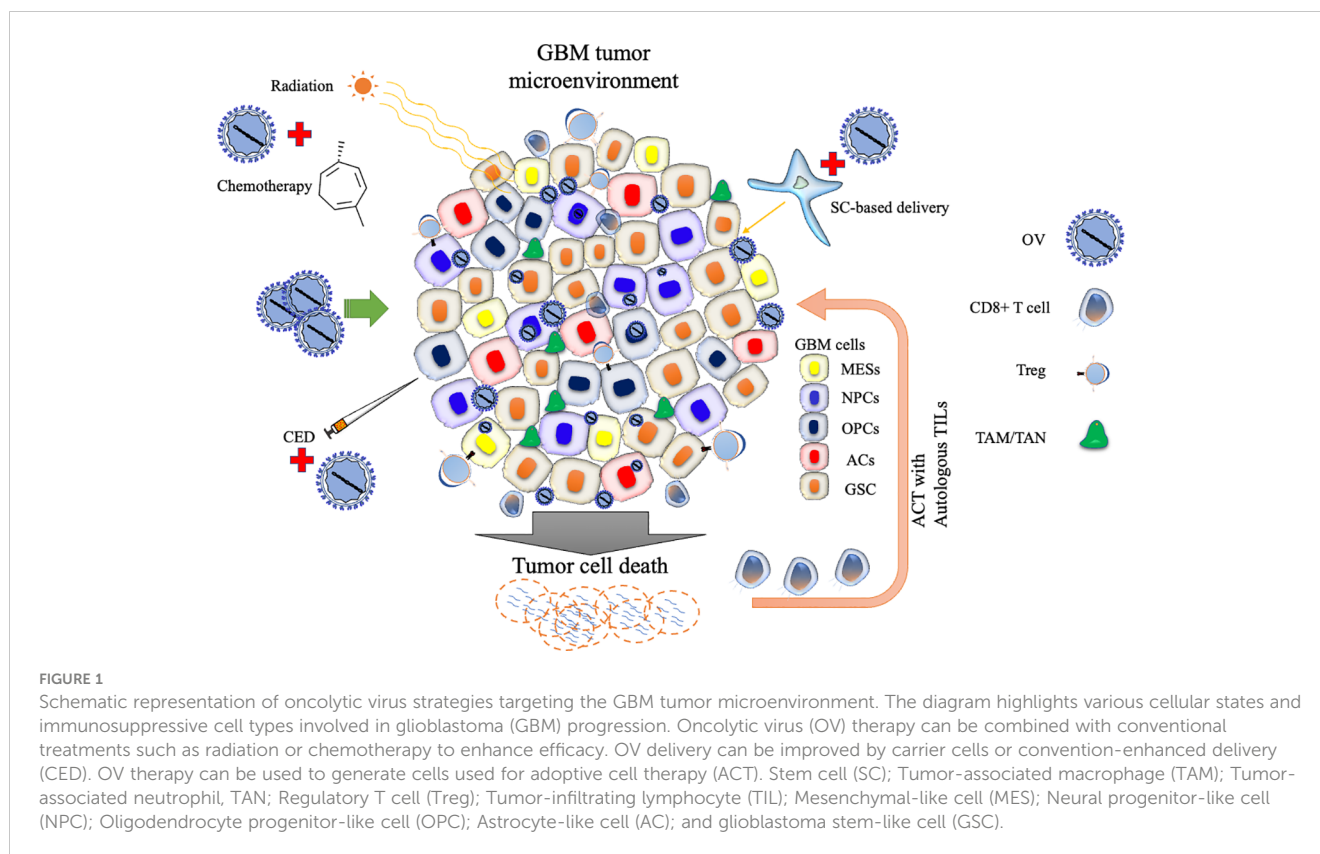 GBM tumor
microenvironment
Radiation
Chemotherapy
SC-based delivery
CED
GBM cells
MESs
NPCs
OPCs
ACs
GSC
ACT with
Autologous TILs
OV
CD8+ T cell
Treg
TAM/TAN
Tumor cell death
FIGURE 1
Schematic representation of oncolytic virus strategies targeting the GBM tumor microenvironment. The diagram highlights various cellular states and
immunosuppressive cell types involved in glioblastoma (GBM) progression. Oncolytic virus (OV) therapy can be combined with conventional
treatments such as radiation or chemotherapy to enhance efficacy. OV delivery can be improved by carrier cells or convention-enhanced delivery
(CED). OV therapy can be used to generate cells used for adoptive cell therapy (ACT). Stem cell (SC); Tumor-associated macrophage (TAM); Tumor-
associated neutrophil, TAN; Regulatory T cell (Treg); Tumor-infiltrating lymphocyte (TIL); Mesenchymal-like cell (MES); Neural progenitor-like cell
(NPC); Oligodendrocyte progenitor-like cell (OPC); Astrocyte-like cell (AC); and glioblastoma stem-like cell (GSC).